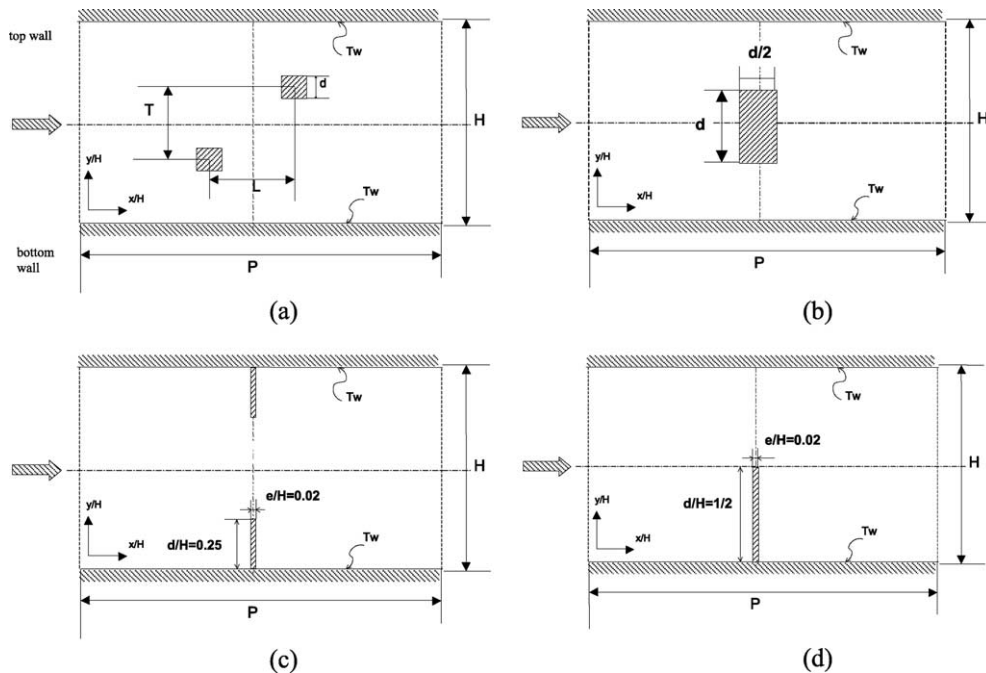 top wall
Tw
d
T
H
y/H
L
x/H
Tw
bottom
wall
P
(a)
Tw
d/2
d
H
y/H
x/H
Tw
P
(b)
Tw
H
e/H=0.02
y/H
d/H=0.25
x/H
Tw
P
(c)
Tw
e/H=0.02
H
y/H
d/H=1/2
x/H
Tw
P
(d)